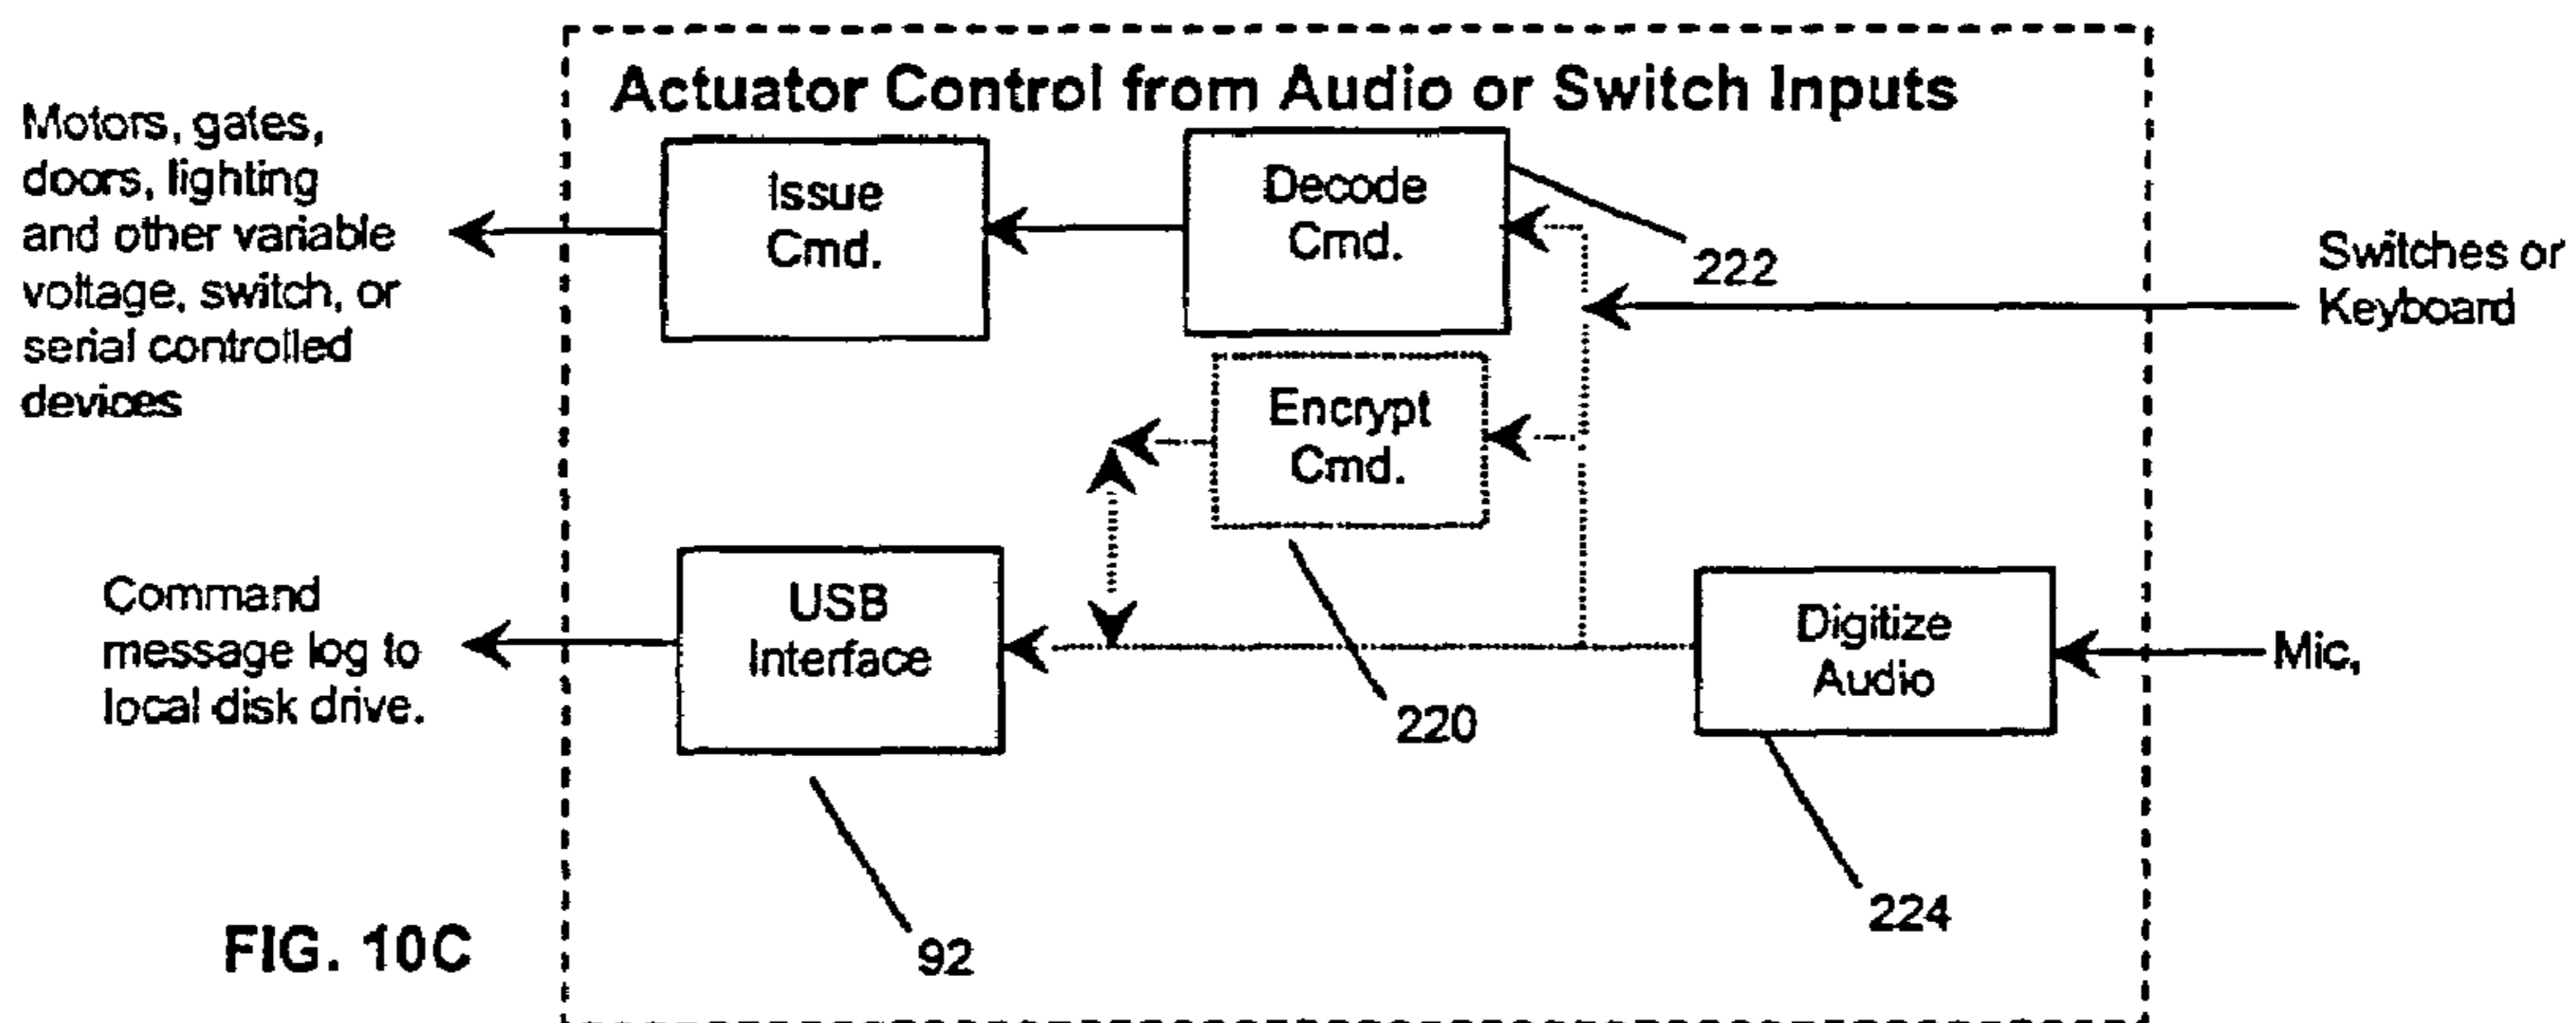 Actuator Control from Audio or Switch Inputs
Motors, gates,
doors, lighting
and other variable
voltage, switch, or
serial controlled
devices
Issue
Cmd.
Decode
Cmd.
222
Switches or
Keyboard
Encrypt
Cmd.
220
Command
message log to
local disk drive.
USB
Interface
92
Digitize
Audio
224
Mic,
FIG. 10C